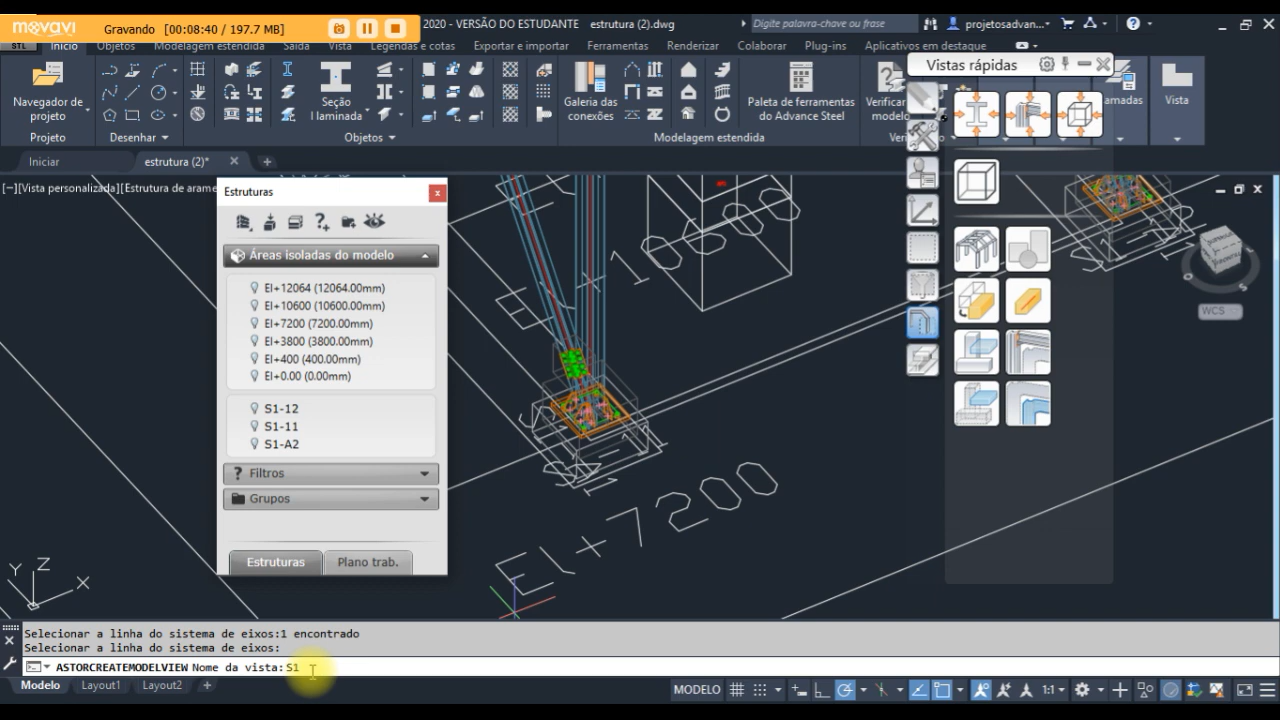 movavi
Gravando [00:08:40 / 197.7 MB]
2020 - VERSÃO DO ESTUDANTE estrutura (2).dwg
Digite palavra-chave ou frase
projetosadvan...
STL
Início Objetos Modelagem estendida Saída Vista Legendas e cotas Exportar e importar Ferramentas Renderizar Colaborar Plug-ins Aplicativos em destaque
Vistas rápidas
Navegador de projeto
Seção I laminada
Galeria das conexões
Paleta de ferramentas do Advance Steel
Verificar modelo
amadas
Vista
Projeto
Desenhar
Objetos
Modelagem estendida
Iniciar
estrutura (2)*
[−][Vista personalizada][Estrutura de arame
Estruturas
Áreas isoladas do modelo
El+12064 (12064.00mm)
El+10600 (10600.00mm)
El+7200 (7200.00mm)
El+3800 (3800.00mm)
El+400 (400.00mm)
El+0.00 (0.00mm)
S1-12
S1-11
S1-A2
Filtros
Grupos
Estruturas
Plano trab.
WCS
El+7200
Y Z X
Selecionar a linha do sistema de eixos:1 encontrado
Selecionar a linha do sistema de eixos:
ASTORCREATEMODELVIEW Nome da vista: S1
Modelo Layout1 Layout2 +
MODELO
1:1